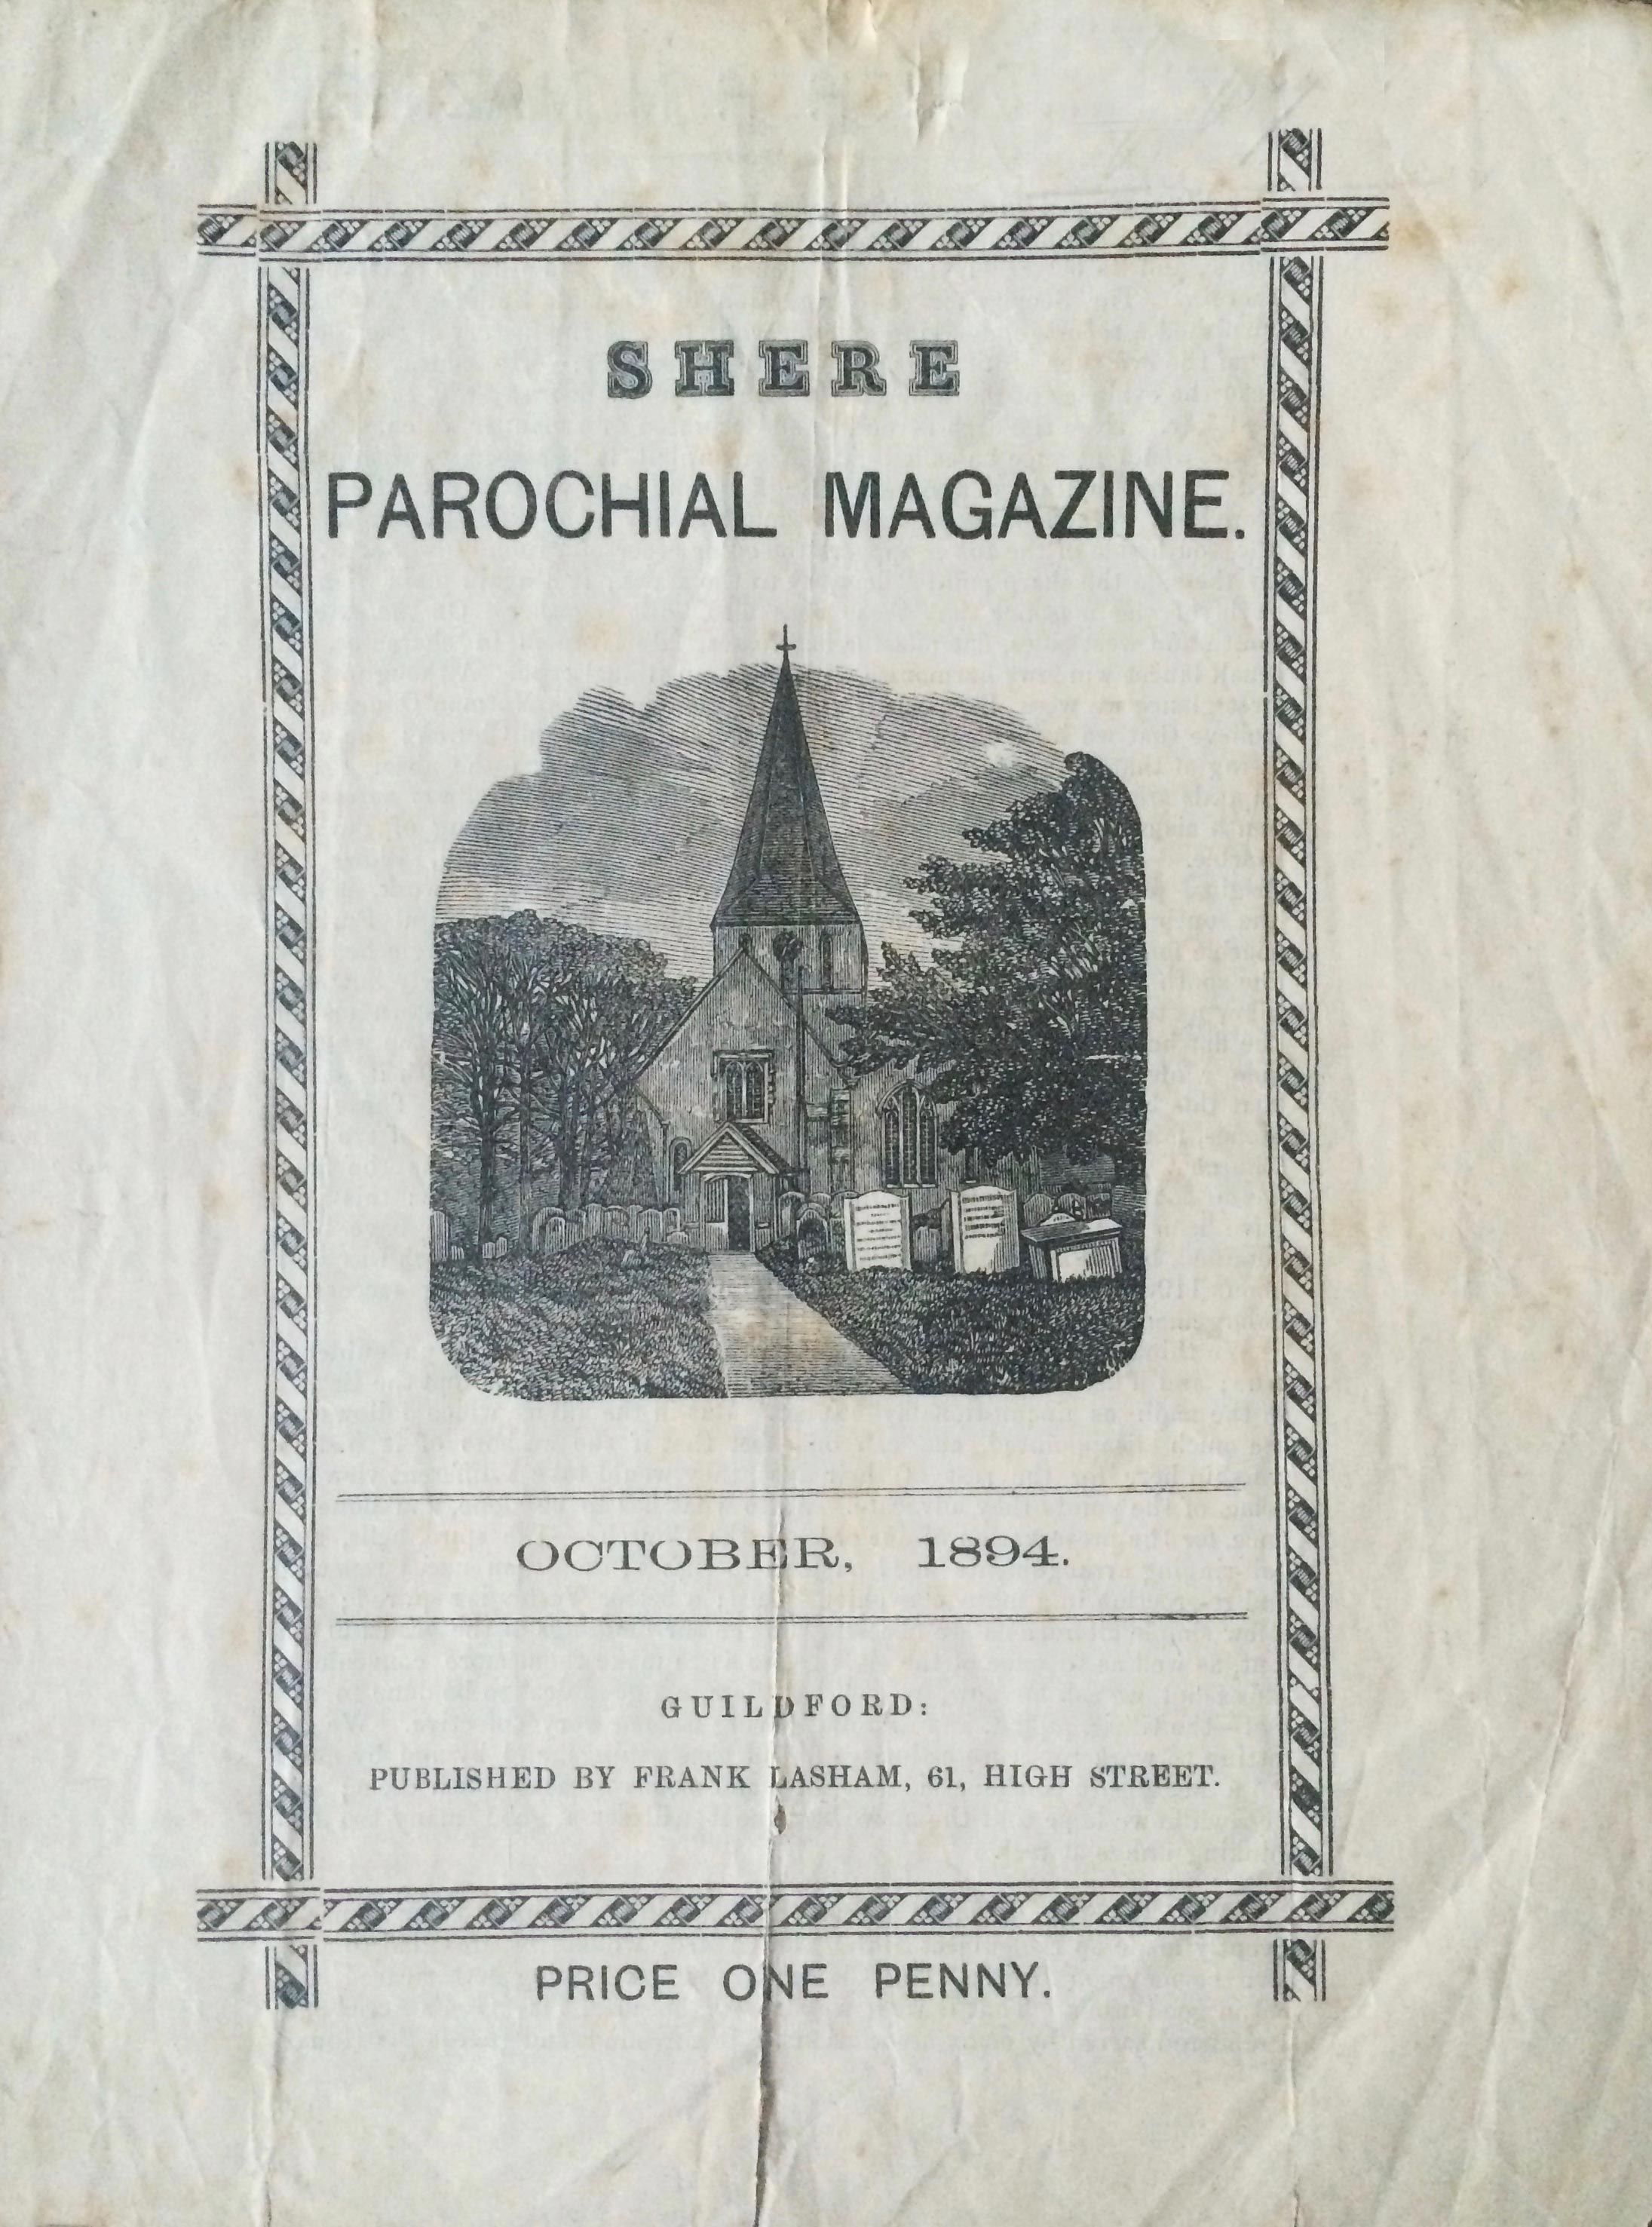 SHERE
PAROCHIAL MAGAZINE.
OCTOBER, 1894.
GUILDFORD:
PUBLISHED BY FRANK LASHAM, 61, HIGH STREET.
PRICE ONE PENNY.